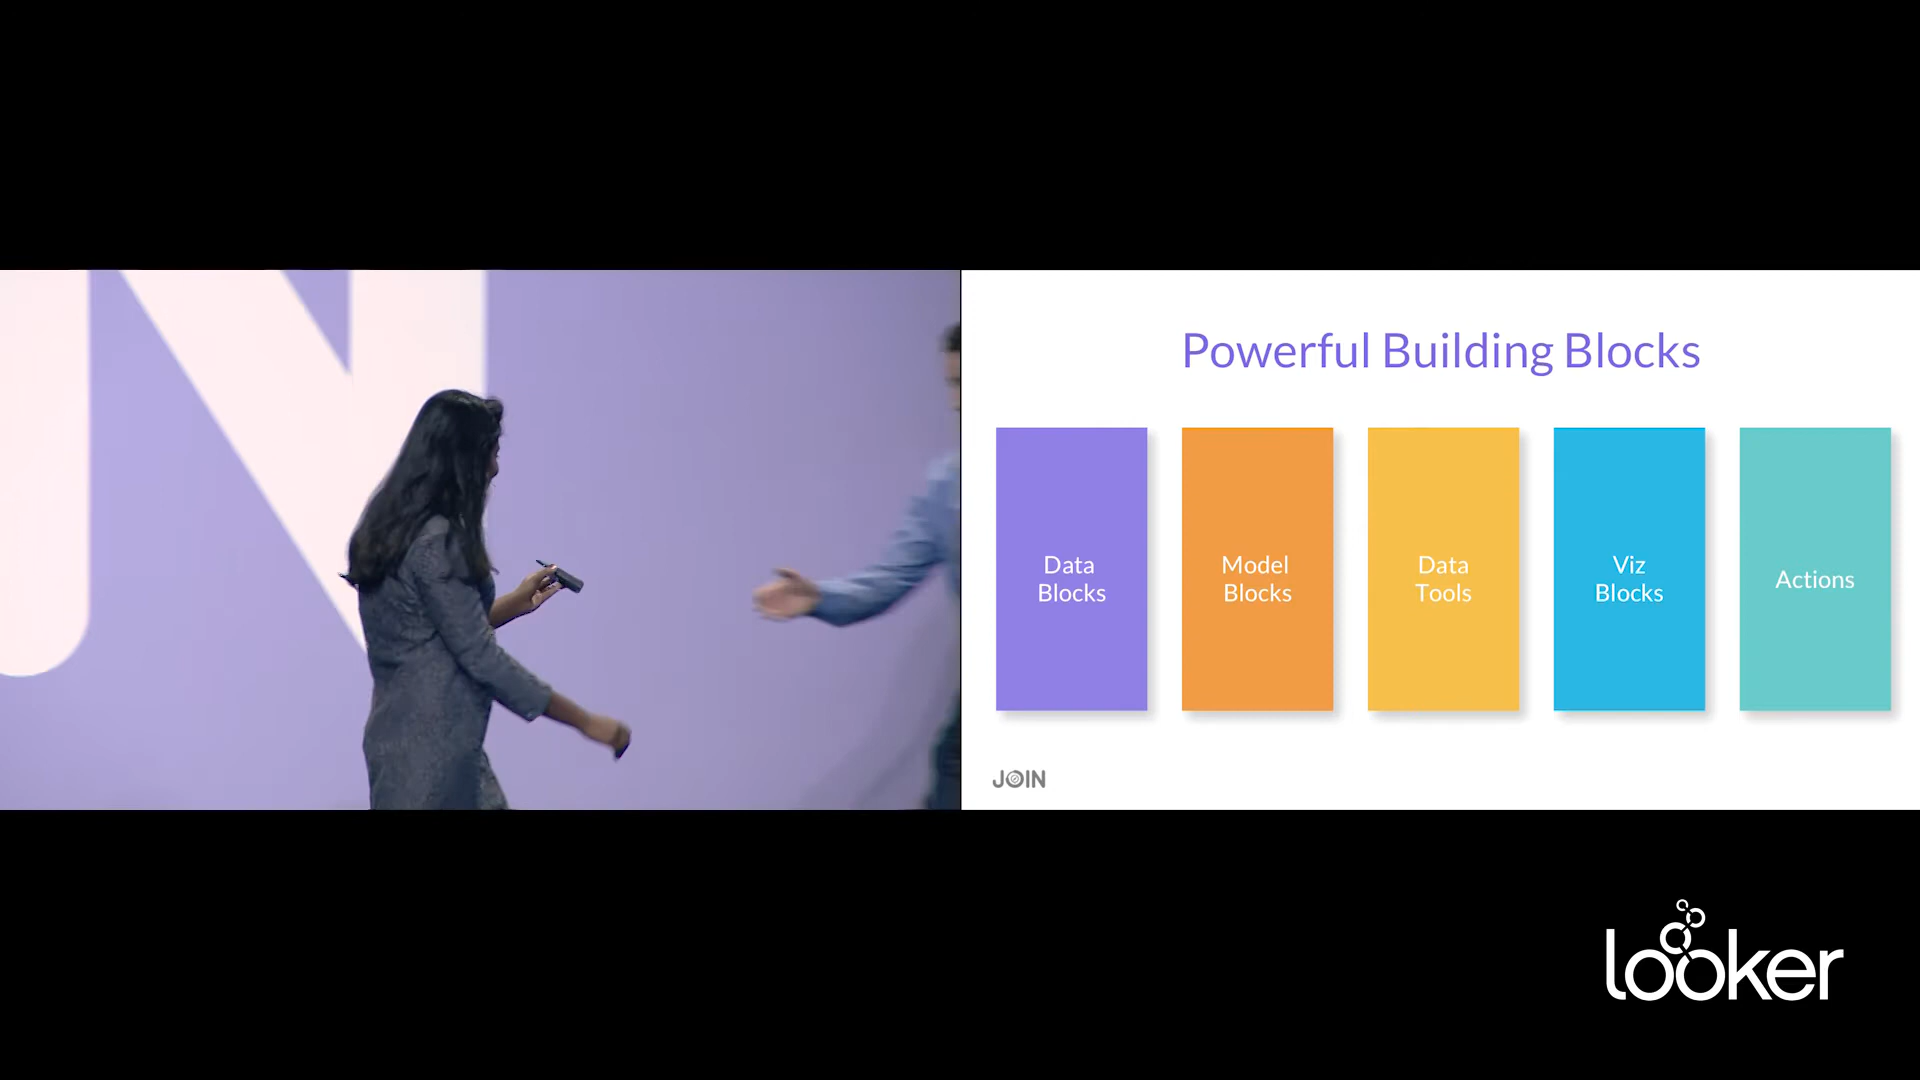 Powerful Building Blocks
Data
Blocks
Model
Blocks
Data
Tools
Viz
Blocks
Actions
JOIN
looker